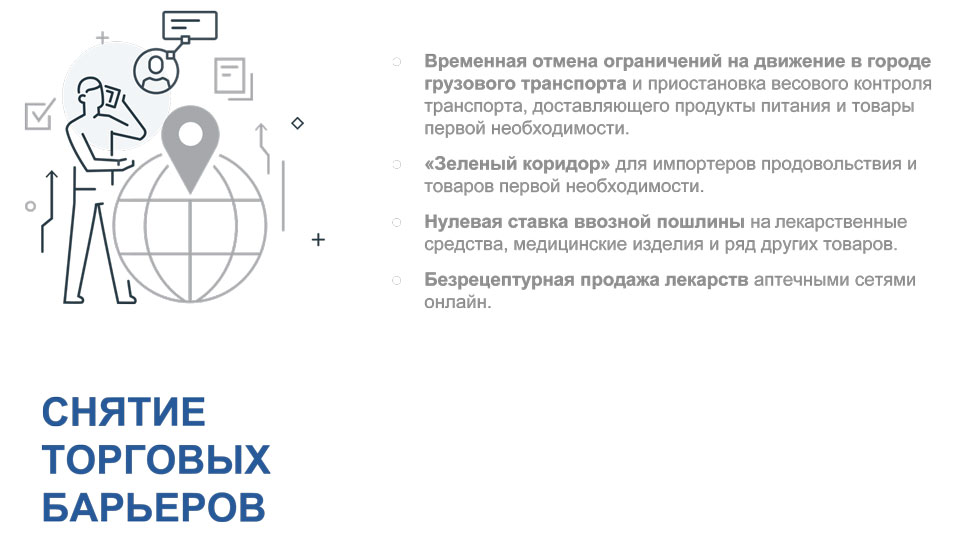 Временная отмена ограничений на движение в городе
грузового транспорта и приостановка весового контроля
транспорта, доставляющего продукты питания и товары
первой необходимости.
«Зеленый коридор» для импортеров продовольствия и
товаров первой необходимости.
Нулевая ставка ввозной пошлины на лекарственные
средства, медицинские изделия и ряд других товаров.
Безрецептурная продажа лекарств аптечными сетями
онлайн.
СНЯТИЕ
ТОРГОВЫХ
БАРЬЕРОВ